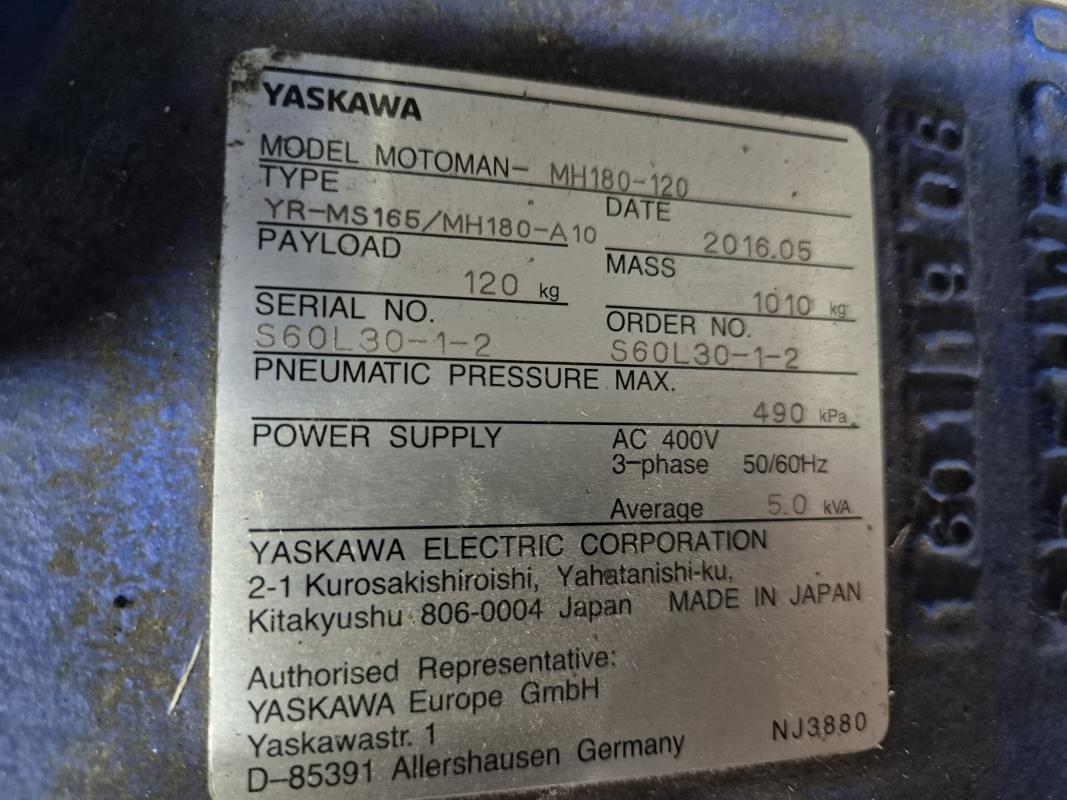 YASKAWA
MODEL MOTOMAN- MH180-120
TYPE
YR-MS165/MH180-A10
DATE
2016.05
PAYLOAD
120 kg
MASS
1010 kg
SERIAL NO.
S60L30-1-2
ORDER NO.
S60L30-1-2
PNEUMATIC PRESSURE MAX.
490 kPa
POWER SUPPLY
AC 400V
3-phase 50/60Hz
Average 5.0 kVA
YASKAWA ELECTRIC CORPORATION
2-1 Kurosakishiroishi, Yahatanishi-ku,
Kitakyushu 806-0004 Japan MADE IN JAPAN
Authorised Representative:
YASKAWA Europe GmbH
Yaskawastr. 1
D-85391 Allershausen Germany
NJ3880